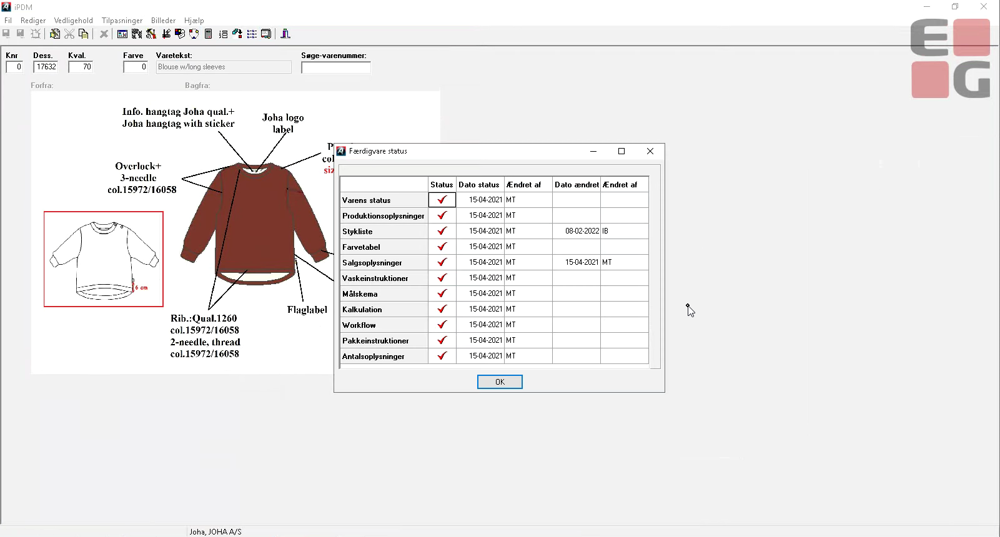 iPDM
Fil Rediger Vedligehold Tilpasninger Billeder Hjælp
EG
Knr Dess. Kval. Farve Varetekst: Søge-varenummer:
0 17632 70 0 Blouse w/long sleeves
Forfra: Bagfra:
Info. hangtag Joha qual.+
Joha hangtag with sticker
Joha logo
label
Overlock+
3-needle
col.15972/16058
6 cm
Rib.:Qual.1260
col.15972/16058
2-needle, thread
col.15972/16058
Flaglabel
Færdigvare status
Status Dato status Ændret af Dato ændret Ændret af
Varens status 15-04-2021 MT
Produktionsoplysninger 15-04-2021 MT
Stykliste 15-04-2021 MT 08-02-2022 IB
Farvetabel 15-04-2021 MT
Salgsoplysninger 15-04-2021 MT 15-04-2021 MT
Vaskeinstruktioner 15-04-2021 MT
Målskema 15-04-2021 MT
Kalkulation 15-04-2021 MT
Workflow 15-04-2021 MT
Pakkeinstruktioner 15-04-2021 MT
Antalsoplysninger 15-04-2021 MT
OK
Joha, JOHA A/S